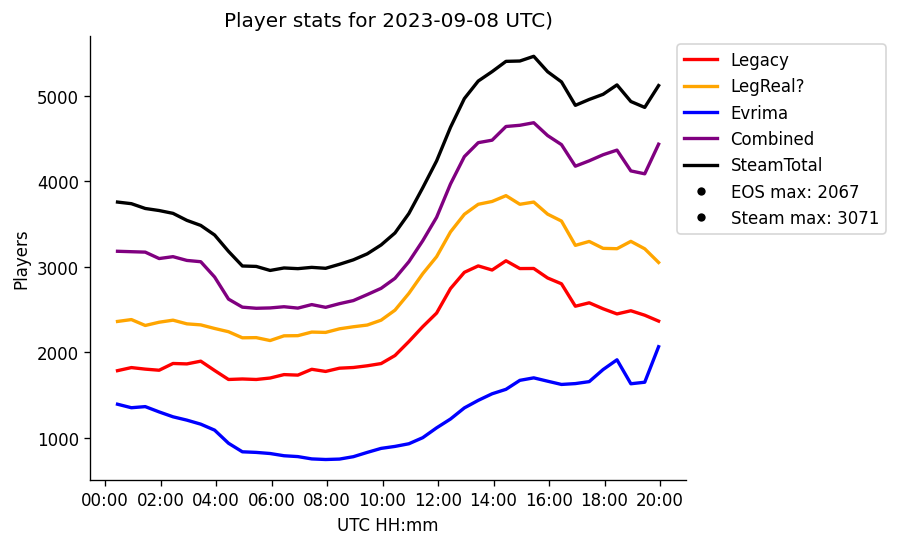 Player stats for 2023-09-08 UTC)
Players
5000
4000
3000
2000
1000
00:00 02:00 04:00 06:00 08:00 10:00 12:00 14:00 16:00 18:00 20:00
UTC HH:mm
Legacy
LegReal?
Evrima
Combined
SteamTotal
EOS max: 2067
Steam max: 3071